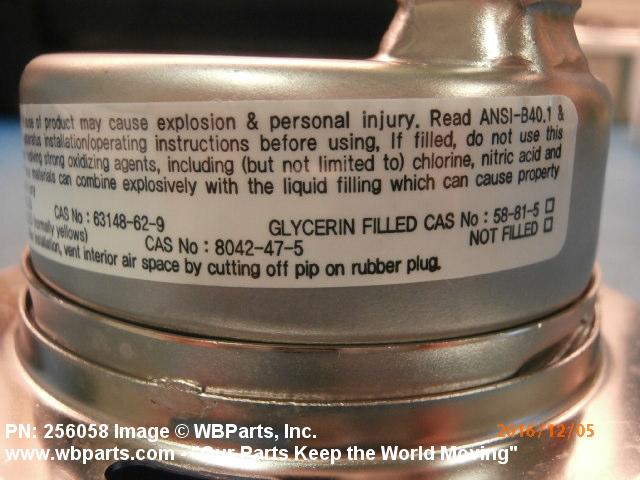 use of product may cause explosion & personal injury. Read ANSI-B40.1 &
installation/operating instructions before using, If filled, do not use this
involving strong oxidizing agents, including (but not limited to) chlorine, nitric acid and
materials can combine explosively with the liquid filling which can cause property
CAS No : 63148-62-9 GLYCERIN FILLED CAS No : 58-81-5 □
normally yellows) CAS No : 8042-47-5 NOT FILLED □
installation, vent interior air space by cutting off pip on rubber plug.
PN: 256058 Image © WBParts, Inc. 2016/12/05
www.wbparts.com - "Our Parts Keep the World Moving"